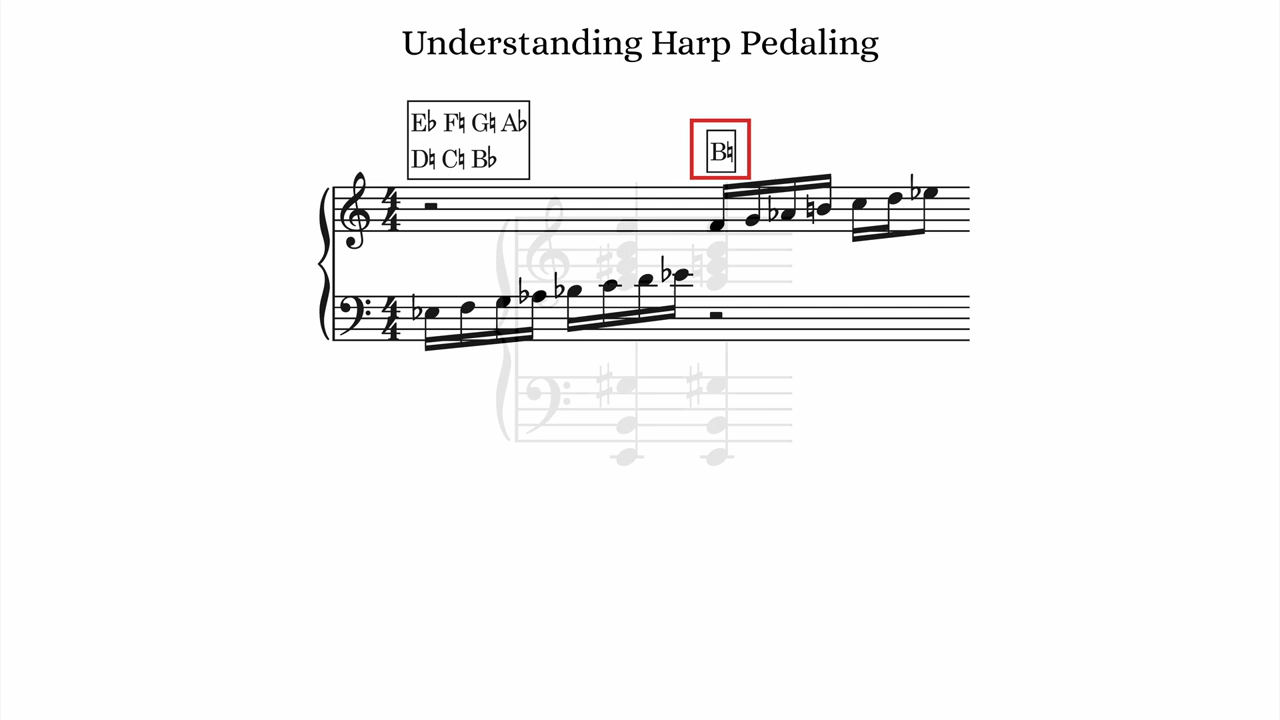 Understanding Harp Pedaling
E♭ F♮ G♮ A♭
D♮ C♮ B♭
B♮